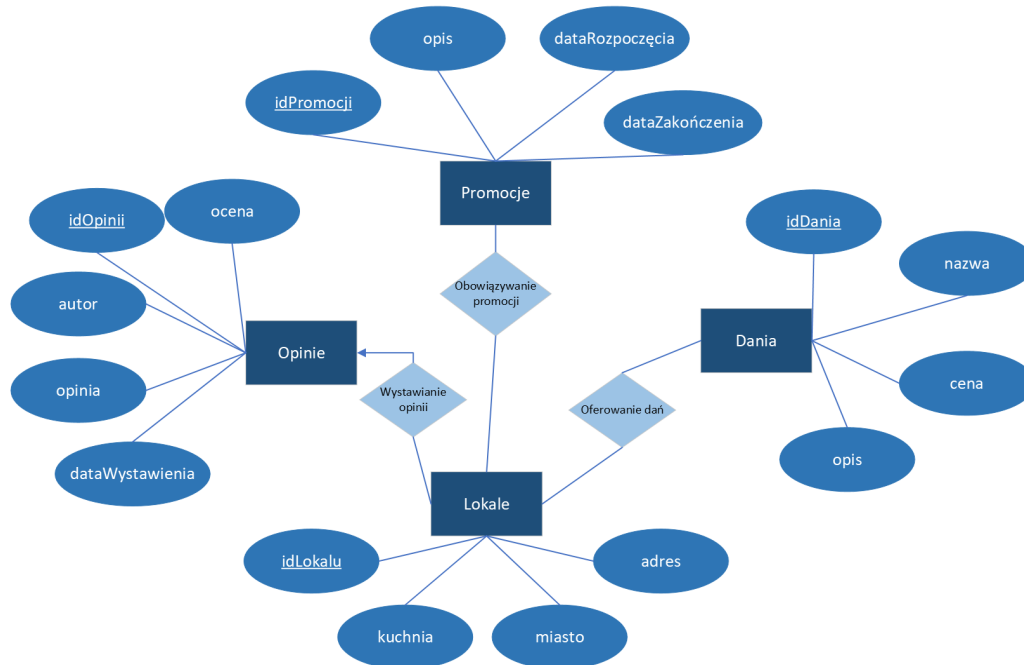 opis
dataRozpoczęcia
idPromocji
dataZakończenia
Promocje
idOpinii
ocena
idDania
nazwa
Obowiązywanie
promocji
autor
Opinie
Dania
opinia
Wystawianie
opinii
cena
Oferowanie dań
dataWystawienia
opis
Lokale
idLokalu
adres
kuchnia
miasto